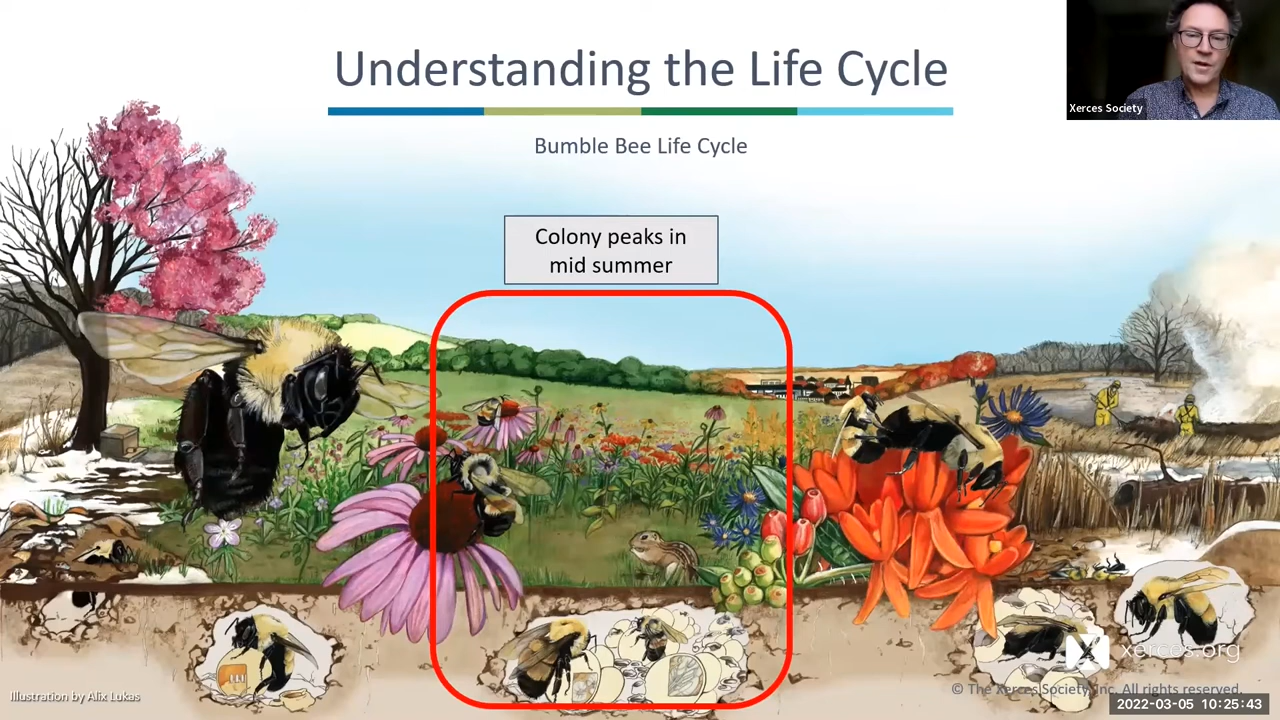 Understanding the Life Cycle
Xerces Society
Bumble Bee Life Cycle
Colony peaks in
mid summer
xerces.org
Illustration by Alix Lukas
© The Xerces Society, Inc. All rights reserved.
2022-03-05 10:25:43